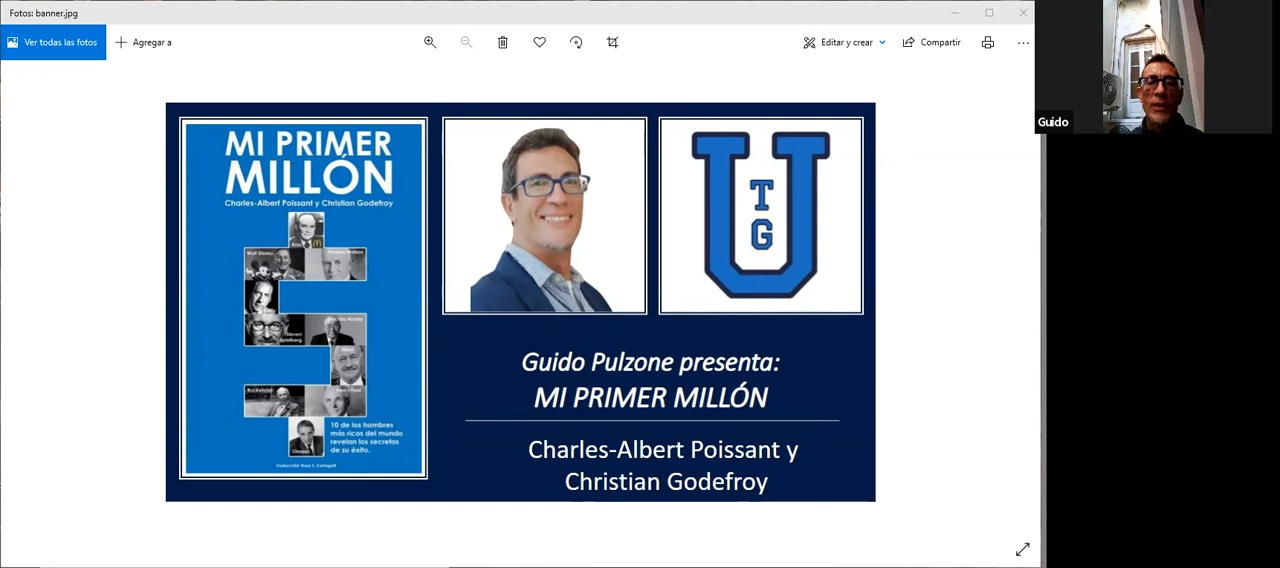 Fotos: banner.jpg
Ver todas las fotos
Agregar a
Editar y crear
Compartir
Guido
MI PRIMER
MILLÓN
Charles-Albert Poissant y Christian Godefroy
Kroc
Walt Disney
Thomas Watson
Steven
Spielberg
Rockefeller
Onassis
10 de los hombres
más ricos del mundo
revelan los secretos
de su éxito.
U
T
G
Guido Pulzone presenta:
MI PRIMER MILLÓN
Charles-Albert Poissant y
Christian Godefroy